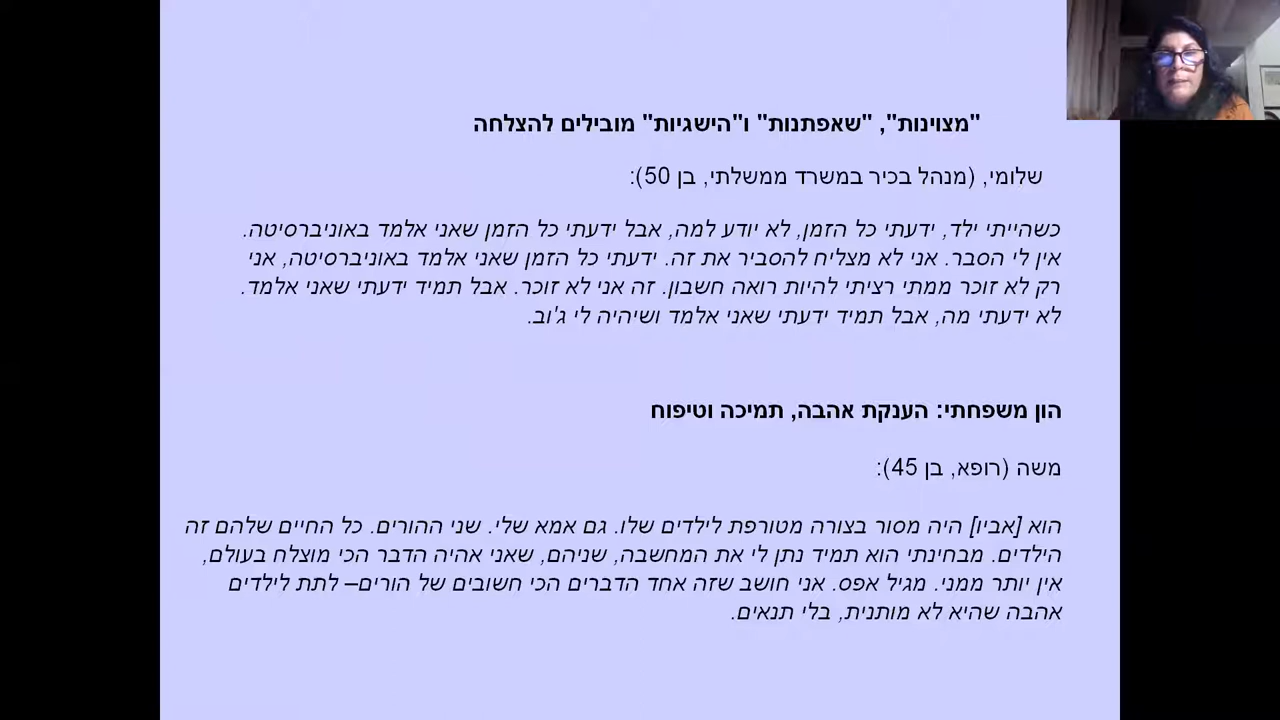 "מצוינות", "שאפתנות" ו"הישגיות" מובילים להצלחה
שלומי, (מנהל בכיר במשרד ממשלתי, בן 50):
כשהייתי ילד, ידעתי כל הזמן, לא יודע למה, אבל ידעתי כל הזמן שאני אלמד באוניברסיטה.
אין לי הסבר. אני לא מצליח להסביר את זה. ידעתי כל הזמן שאני אלמד באוניברסיטה, אני
רק לא זוכר ממתי רציתי להיות רואה חשבון. זה אני לא זוכר. אבל תמיד ידעתי שאני אלמד.
לא ידעתי מה, אבל תמיד ידעתי שאני אלמד ושיהיה לי ג'וב.
הון משפחתי: הענקת אהבה, תמיכה וטיפוח
משה (רופא, בן 45):
הוא [אביו] היה מסור בצורה מטורפת לילדים שלו. גם אמא שלי. שני ההורים. כל החיים שלהם זה
הילדים. מבחינתי הוא תמיד נתן לי את המחשבה, שניהם, שאני אהיה הדבר הכי מוצלח בעולם,
אין יותר ממני. מגיל אפס. אני חושב שזה אחד הדברים הכי חשובים של הורים– לתת לילדים
אהבה שהיא לא מותנית, בלי תנאים.